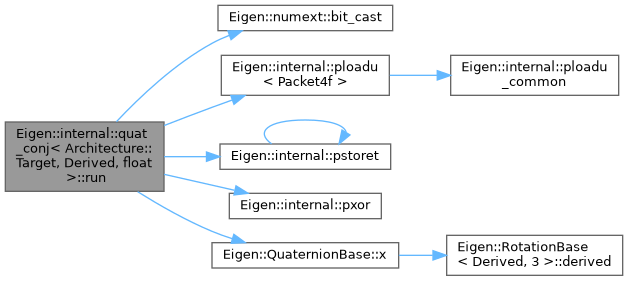 Eigen::numext::bit_cast
Eigen::internal::ploadu
< Packet4f >
Eigen::internal::ploadu
_common
Eigen::internal::quat
_conj< Architecture::
Target, Derived, float
>::run
Eigen::internal::pstoret
Eigen::internal::pxor
Eigen::QuaternionBase::x
Eigen::RotationBase
< Derived, 3 >::derived